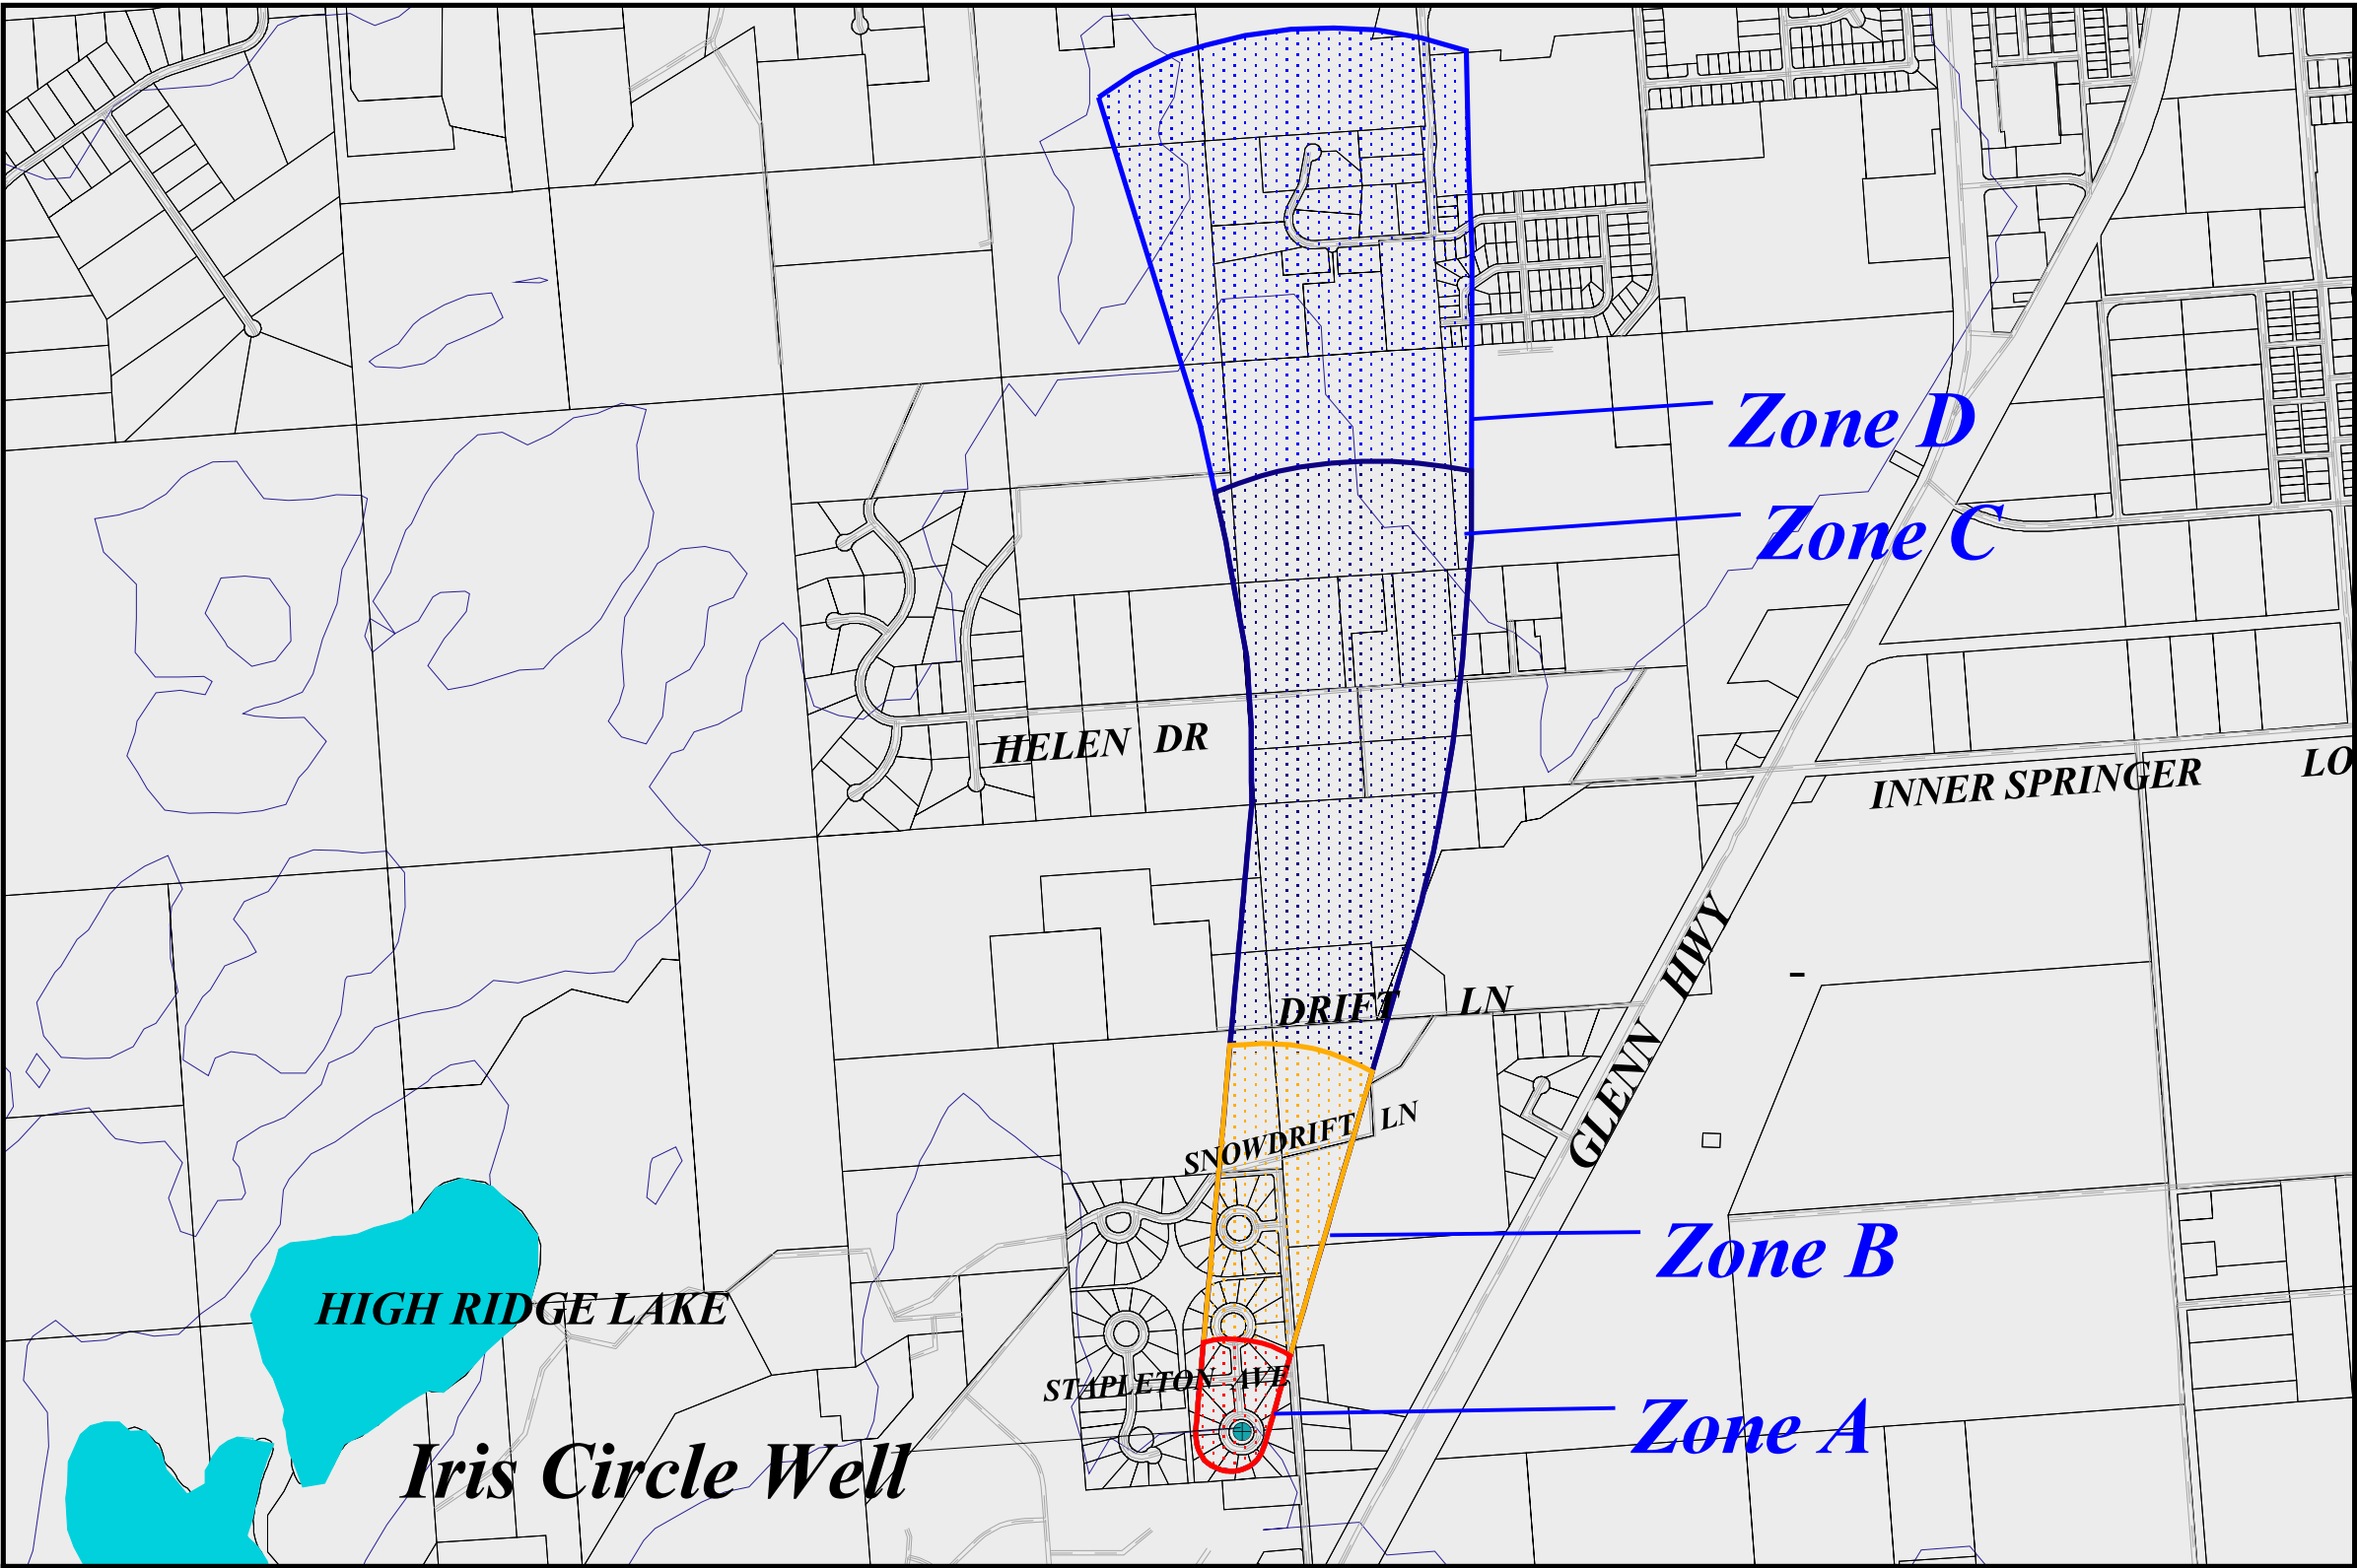 Zone D
Zone C
HELEN DR
INNER SPRINGER LO
GLENN HWY
DRIFT LN
SNOWDRIFT LN
Zone B
HIGH RIDGE LAKE
STAPLETON AVE
Zone A
Iris Circle Well